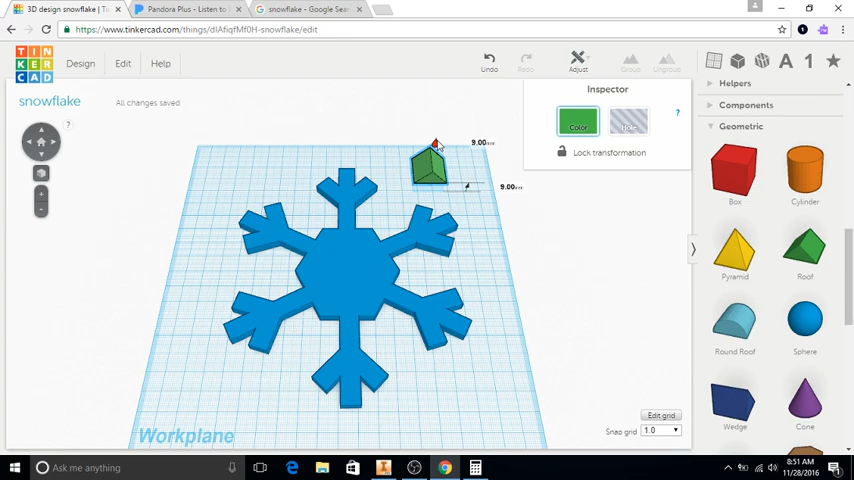 3D design snowflake | Ti
Pandora Plus - Listen to
snowflake - Google Sear
https://www.tinkercad.com/things/dIAfiqfMf0H-snowflake/edit
TIN
KER
CAD
Design
Edit
Help
Undo
Redo
Adjust
Group
Ungroup
A
1
snowflake
All changes saved
?
Inspector
Color
Hole
?
Lock transformation
9.00
9.00
Helpers
Components
Geometric
Box
Cylinder
Pyramid
Roof
Round Roof
Sphere
Wedge
Cone
Workplane
Edit grid
Snap grid
1.0
Ask me anything
8:51 AM
11/28/2016